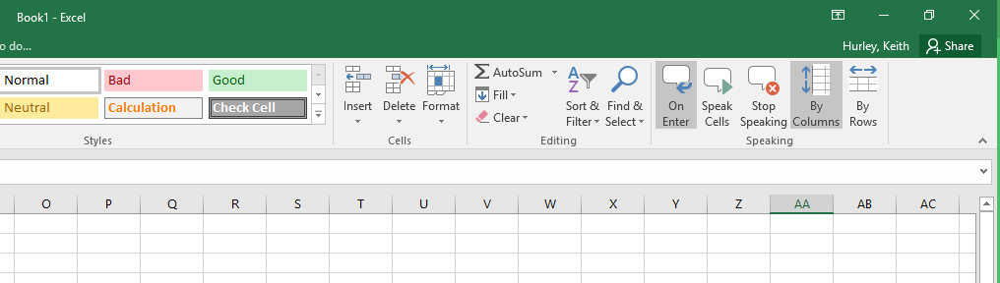 Book1 - Excel
o do...
Hurley, Keith
Share
Normal
Bad
Good
Neutral
Calculation
Check Cell
Styles
Insert
Delete
Format
Cells
AutoSum
Fill
Clear
A
Z
Sort &
Filter
Find &
Select
Editing
On
Enter
Speak
Cells
Stop
Speaking
By
Columns
By
Rows
Speaking
O P Q R S T U V W X Y Z AA AB AC